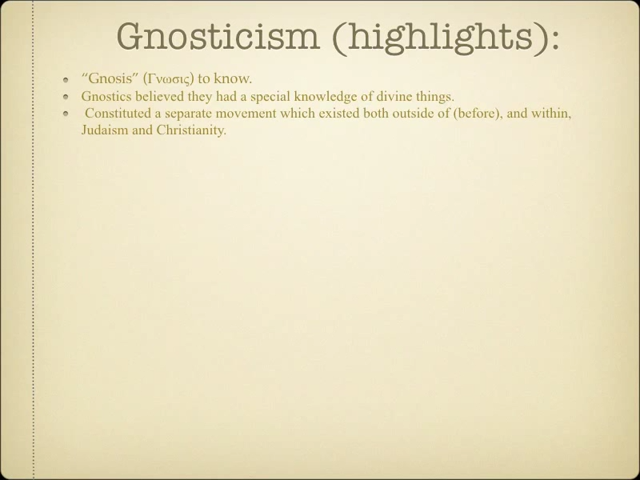 Gnosticism (highlights):
“Gnosis” (Γνωσις) to know.
Gnostics believed they had a special knowledge of divine things.
Constituted a separate movement which existed both outside of (before), and within,
Judaism and Christianity.